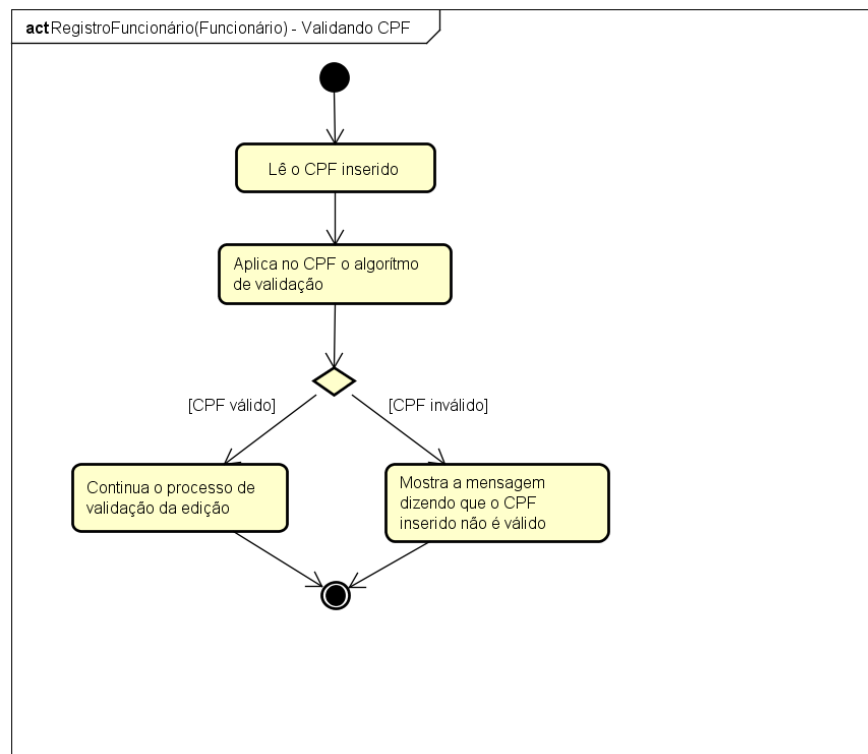 act RegistroFuncionário(Funcionário) - Validando CPF
Lê o CPF inserido
Aplica no CPF o algorítmo
de validação
[CPF válido]
[CPF inválido]
Continua o processo de
validação da edição
Mostra a mensagem
dizendo que o CPF
inserido não é válido